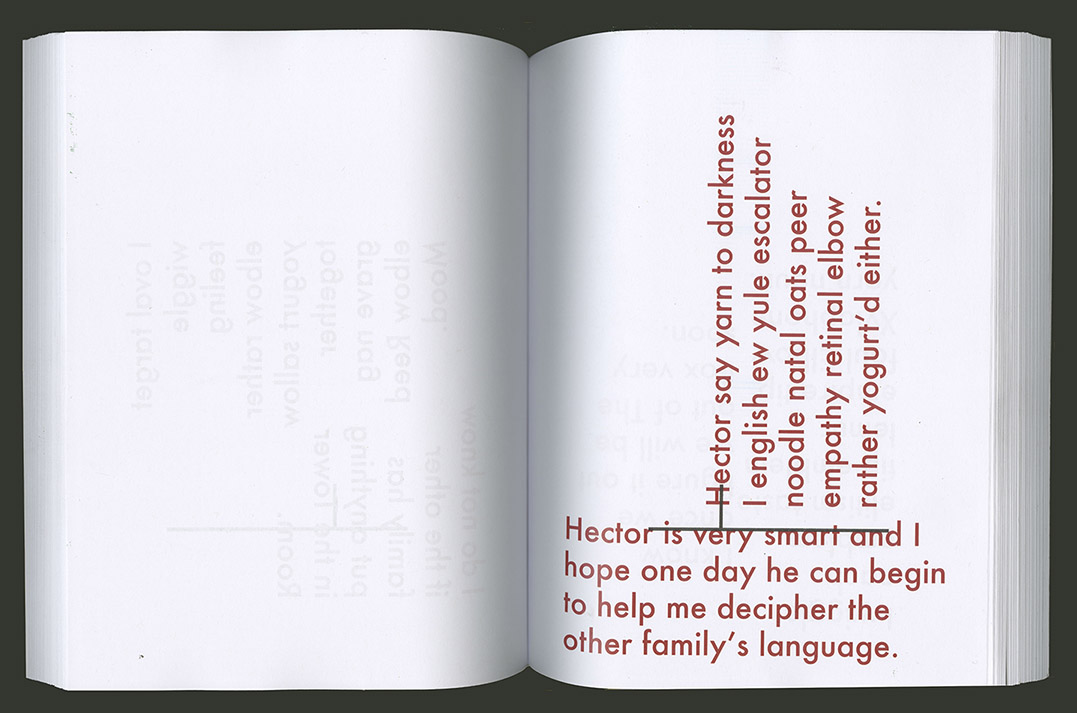 Hector say yarn to darkness
I english ew yule escalator
noodle natal oats peer
empathy retinal elbow
rather yogurt’d either.
Hector is very smart and I
hope one day he can begin
to help me decipher the
other family’s language.